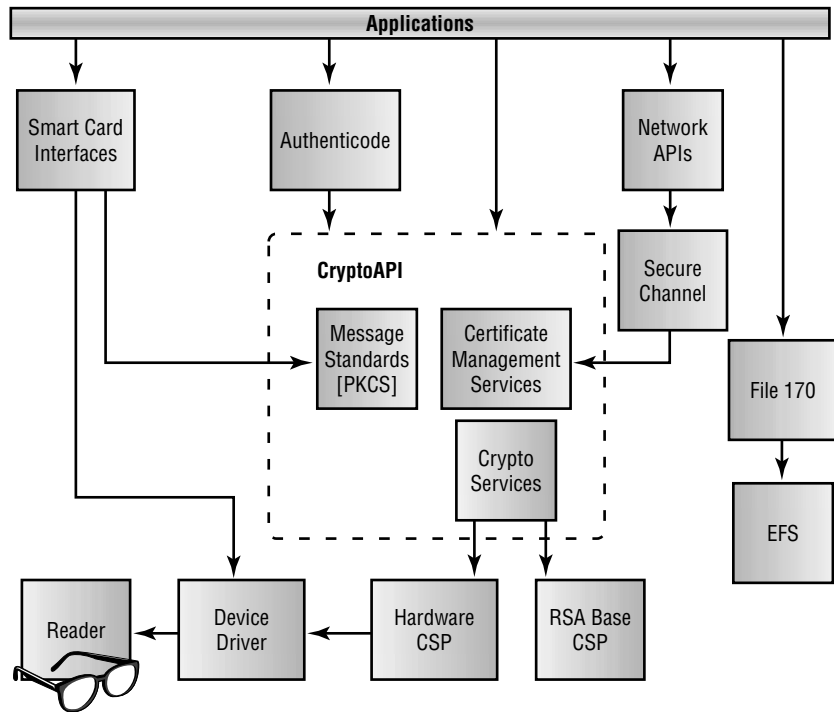 Applications
Smart Card
Interfaces
Authenticode
Network
APIs
Secure
Channel
CryptoAPI
Message
Standards
[PKCS]
Certificate
Management
Services
File 170
Crypto
Services
EFS
Reader
Device
Driver
Hardware
CSP
RSA Base
CSP